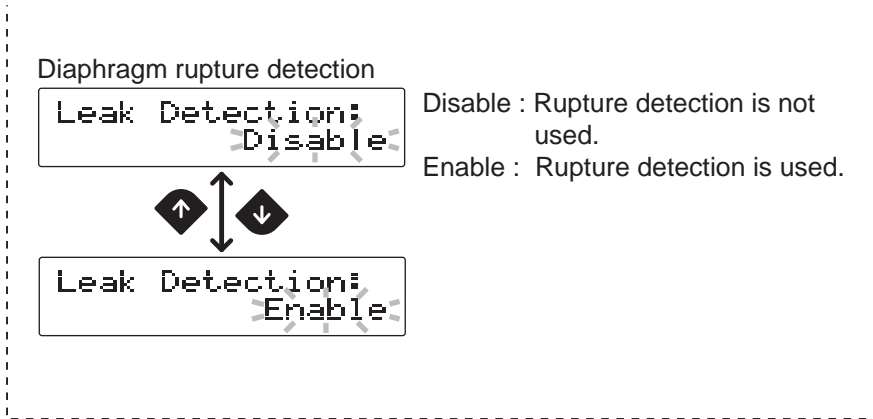 Diaphragm rupture detection
Leak Detection:
Disable
Disable : Rupture detection is not
used.
Enable : Rupture detection is used.
Leak Detection:
Enable